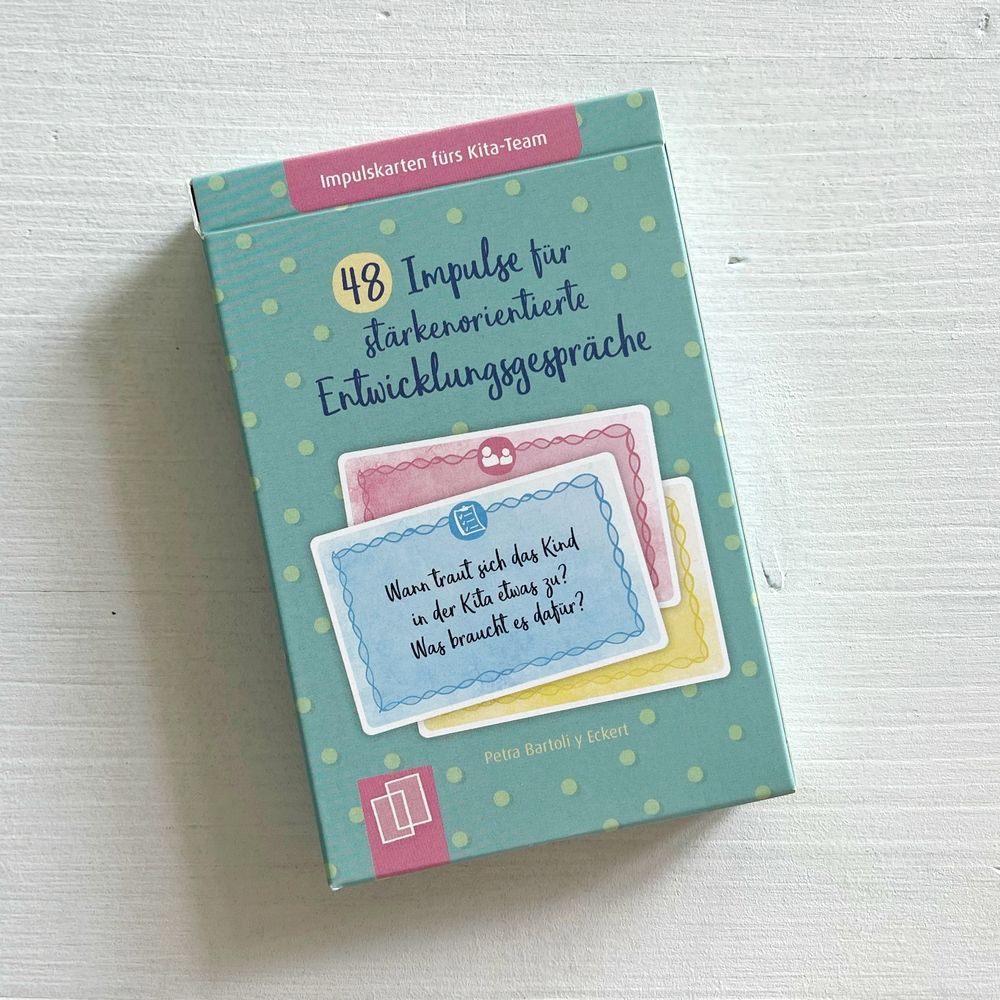 Impulskarten fürs Kita-Team
48 Impulse für
stärkenorientierte
Entwicklungsgespräche
Wann traut sich das Kind
in der Kita etwas zu?
Was braucht es dafür?
Petra Bartoli y Eckert